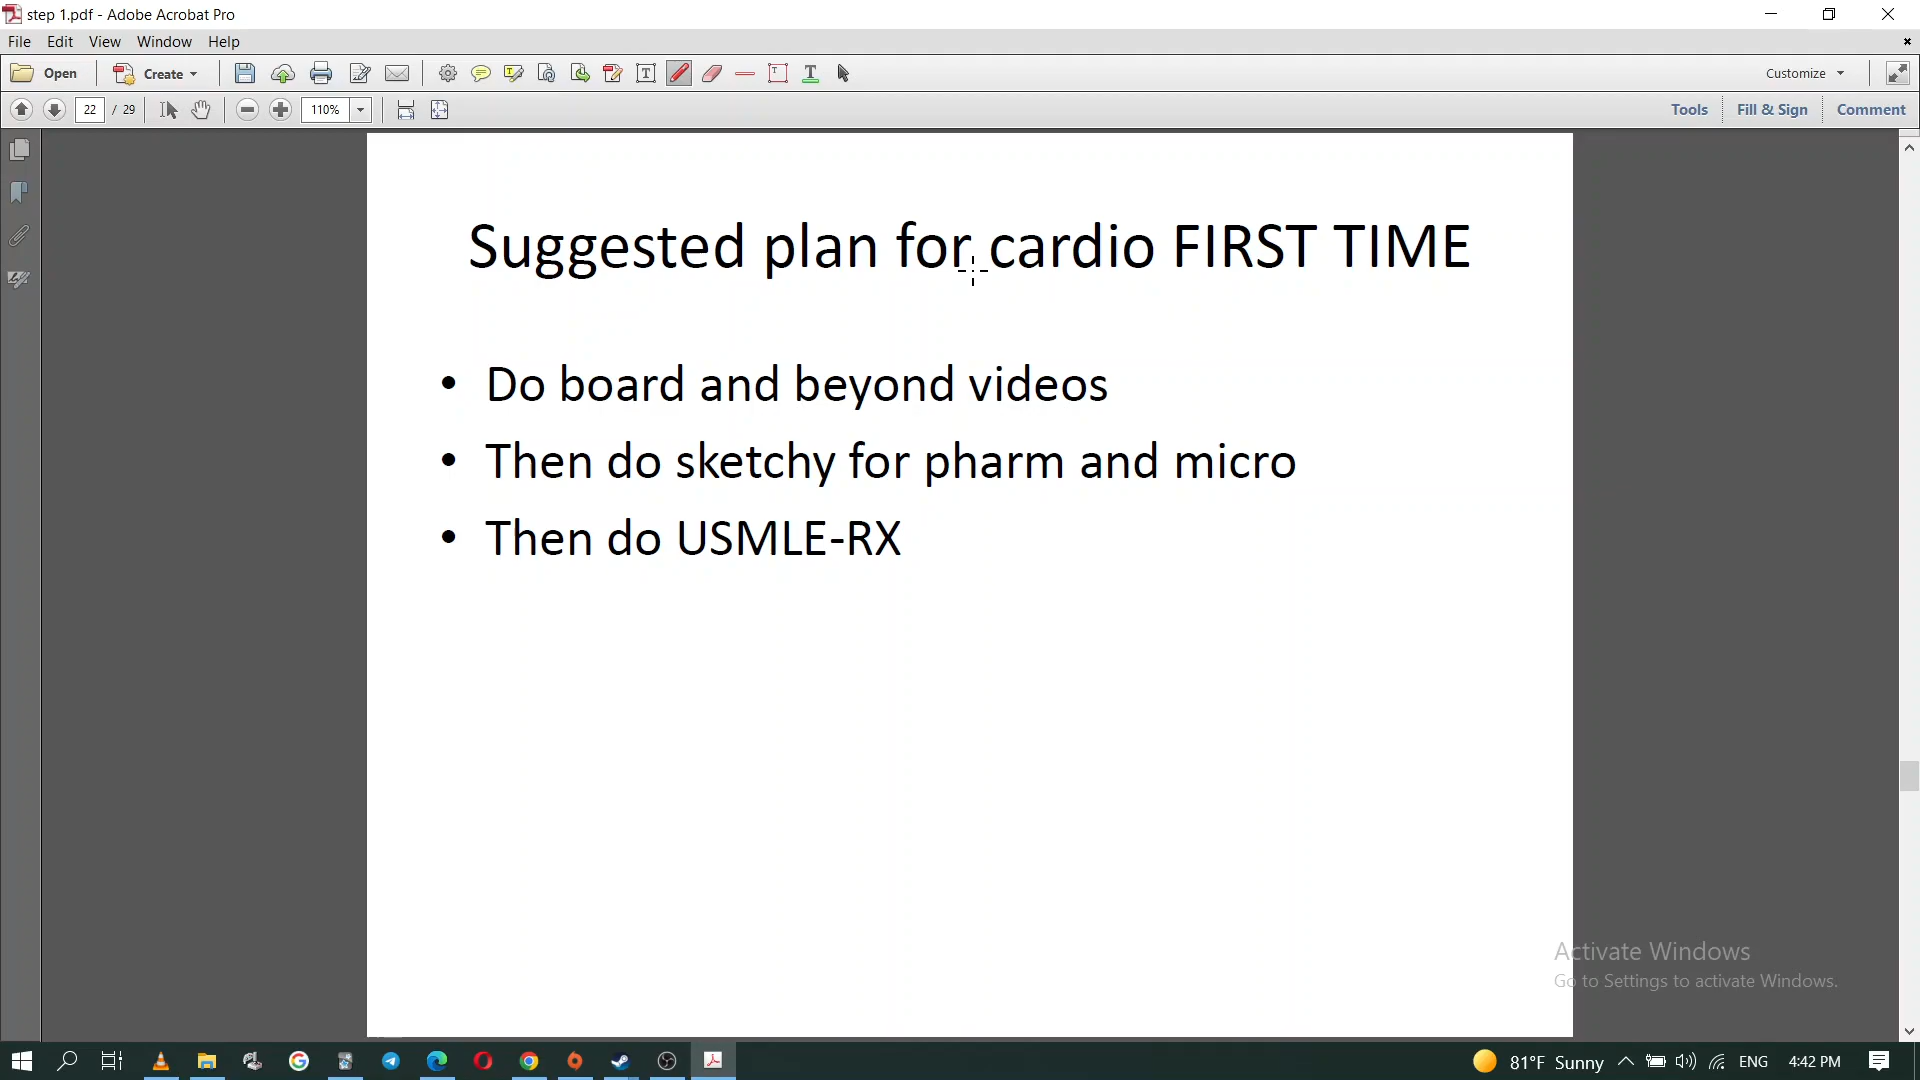 step 1.pdf - Adobe Acrobat Pro
File Edit View Window Help
Open Create Customize
22 / 29 110% Tools Fill & Sign Comment
Suggested plan for cardio FIRST TIME
• Do board and beyond videos
• Then do sketchy for pharm and micro
• Then do USMLE-RX
Activate Windows
Go to Settings to activate Windows.
81°F Sunny ENG 4:42 PM